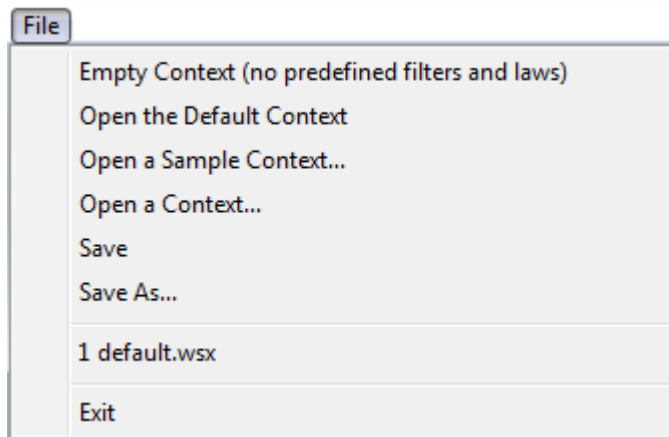 File
Empty Context (no predefined filters and laws)
Open the Default Context
Open a Sample Context...
Open a Context...
Save
Save As...
1 default.wsx
Exit